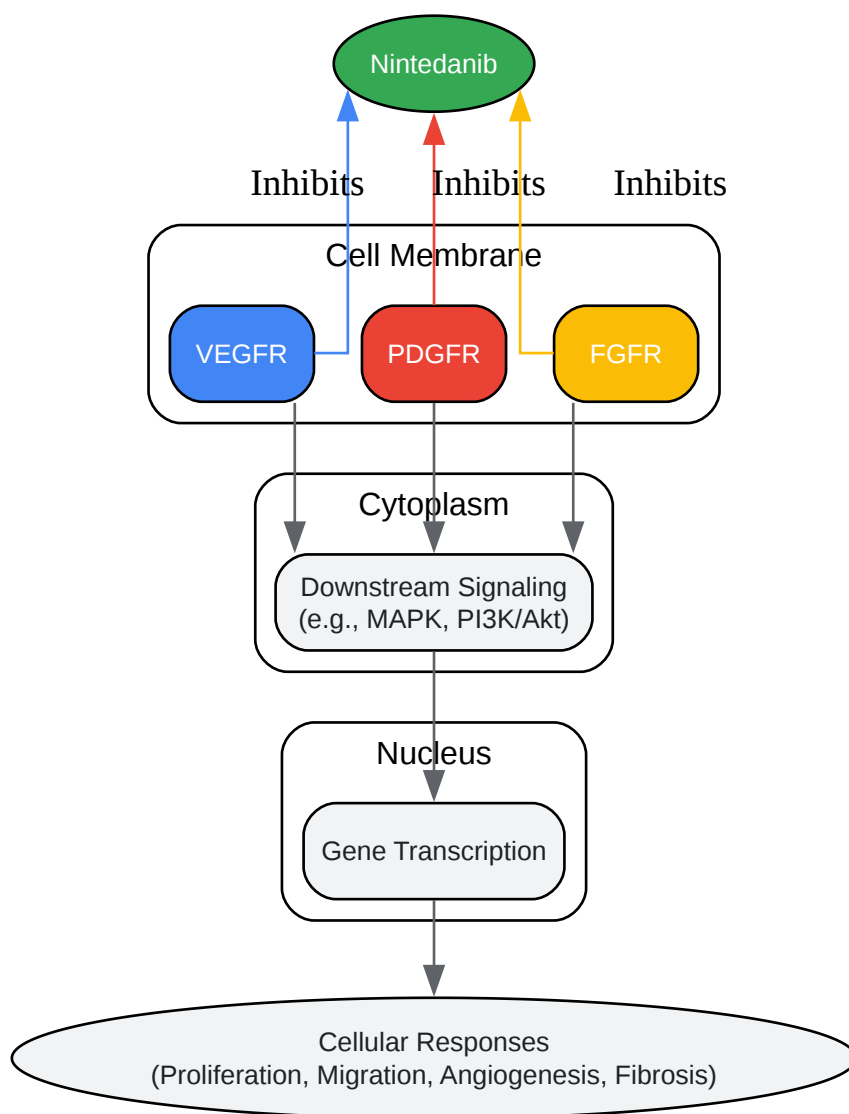 Nintedanib
Inhibits Inhibits Inhibits
Cell Membrane
VEGFR PDGFR FGFR
Cytoplasm
Downstream Signaling
(e.g., MAPK, PI3K/Akt)
Nucleus
Gene Transcription
Cellular Responses
(Proliferation, Migration, Angiogenesis, Fibrosis)